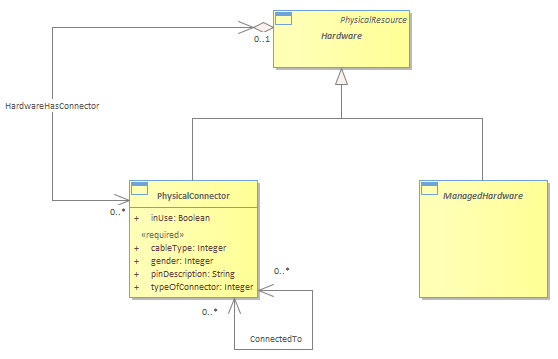 PhysicalResource
Hardware
0..1
HardwareHasConnector
PhysicalConnector
ManagedHardware
0..*
+ inUse: Boolean
«required»
+ cableType: Integer
+ gender: Integer
+ pinDescription: String
+ typeOfConnector: Integer
0..*
0..*
ConnectedTo